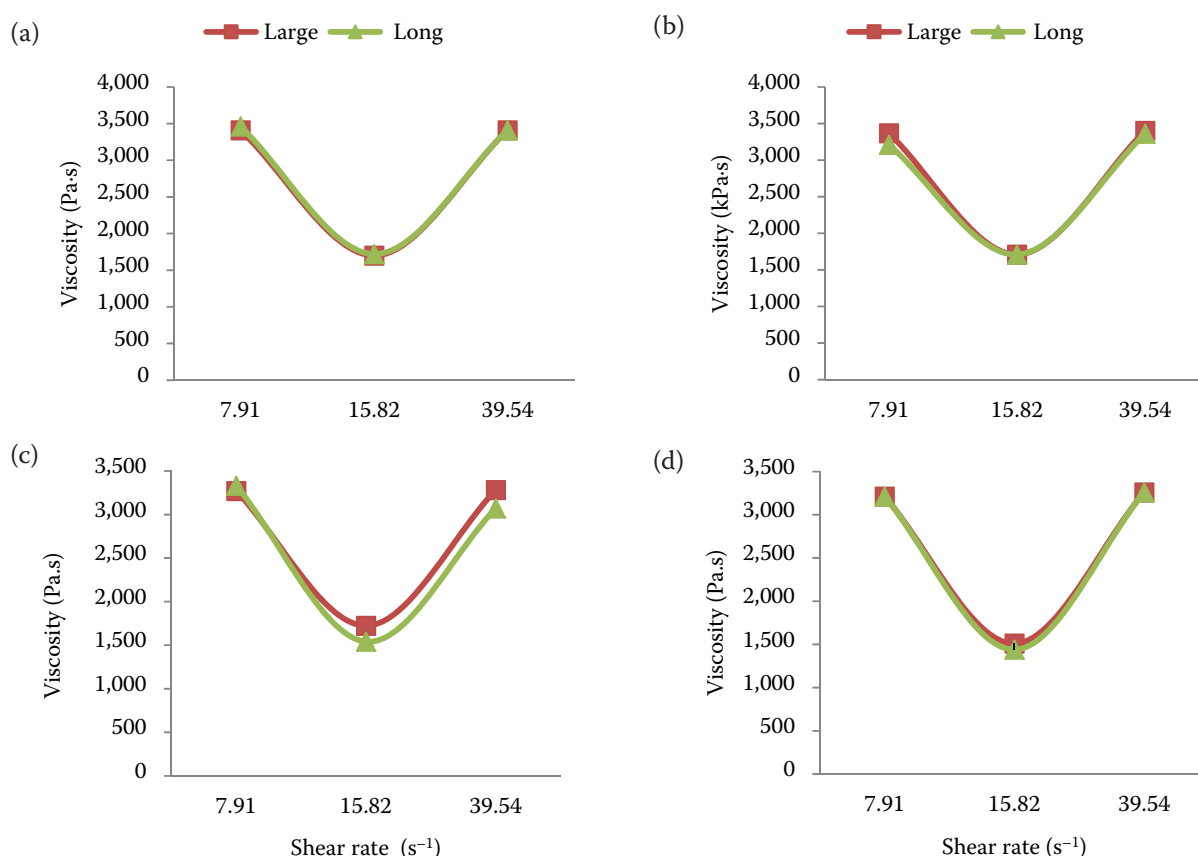 (a)
Large Long
4,000
3,500
3,000
2,500
2,000
1,500
1,000
500
0
Viscosity (Pa·s)
7.91 15.82 39.54
(b)
Large Long
4,000
3,500
3,000
2,500
2,000
1,500
1,000
500
0
Viscosity (kPa·s)
7.91 15.82 39.54
(c)
3,500
3,000
2,500
2,000
1,500
1,000
500
0
Viscosity (Pa.s)
7.91 15.82 39.54
Shear rate (s⁻¹)
(d)
3,500
3,000
2,500
2,000
1,500
1,000
500
0
Viscosity (Pa.s)
7.91 15.82 39.54
Shear rate (s⁻¹)